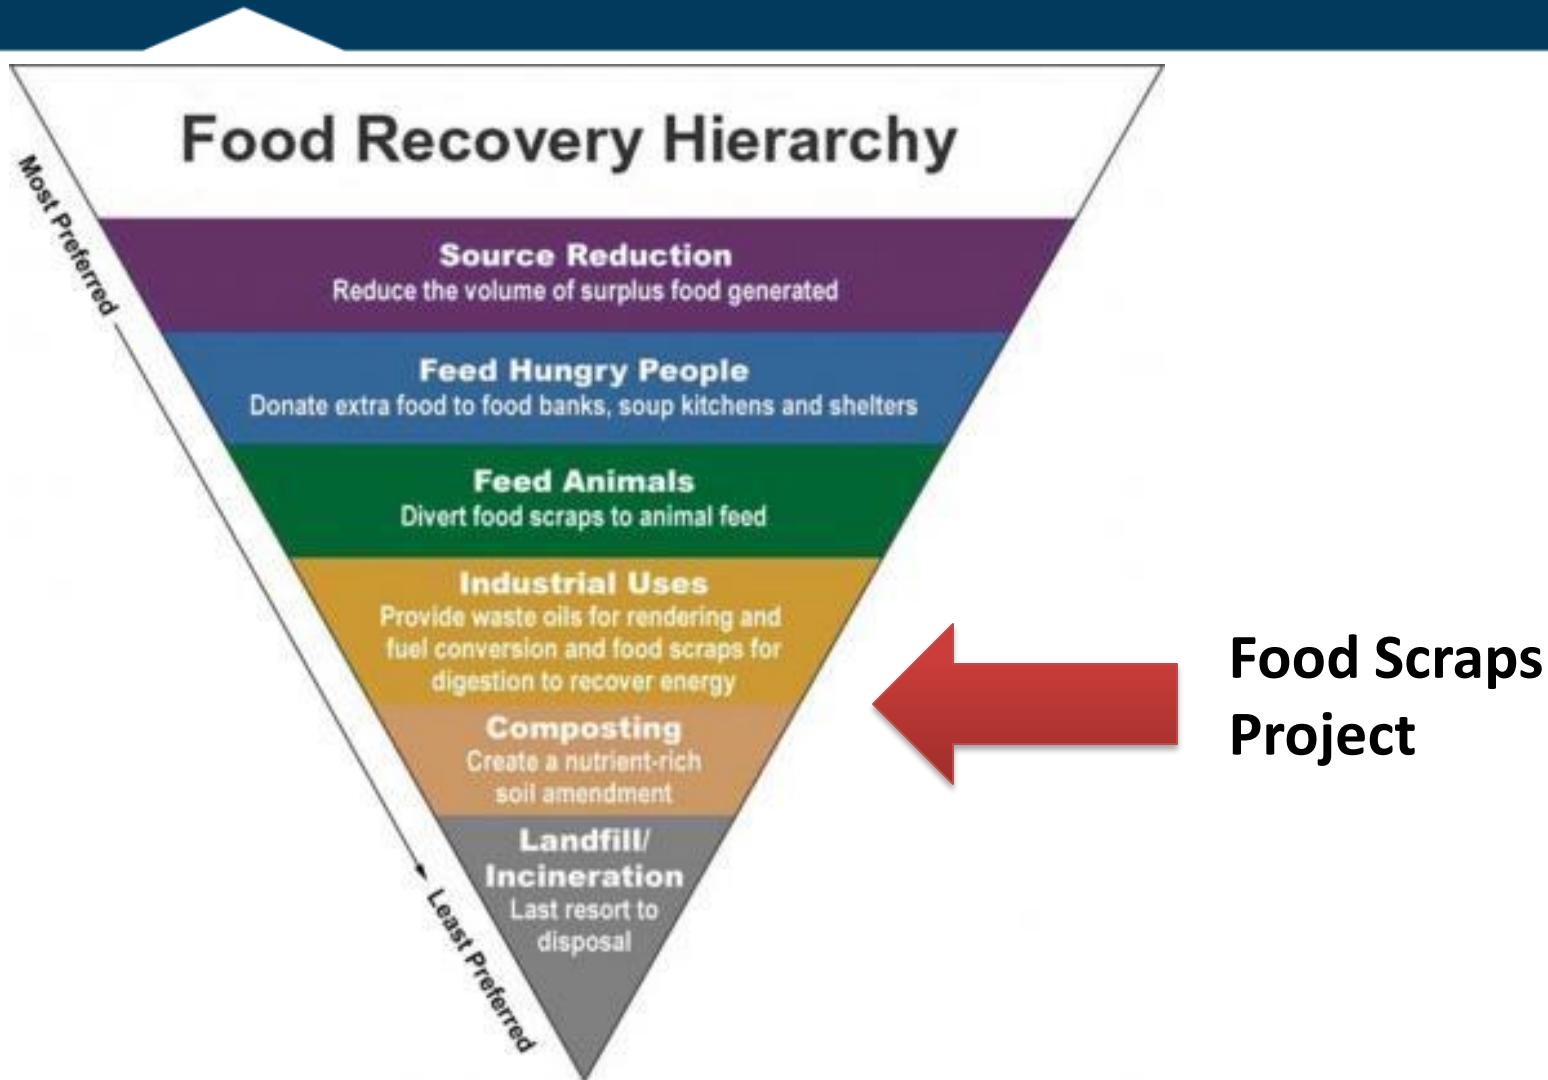 Food Recovery Hierarchy
Most Preferred
Source Reduction
Reduce the volume of surplus food generated
Feed Hungry People
Donate extra food to food banks, soup kitchens and shelters
Feed Animals
Divert food scraps to animal feed
Industrial Uses
Provide waste oils for rendering and
fuel conversion and food scraps for
digestion to recover energy
Composting
Create a nutrient-rich
soil amendment
Landfill/
Incineration
Last resort to
disposal
Least Preferred
Food Scraps
Project